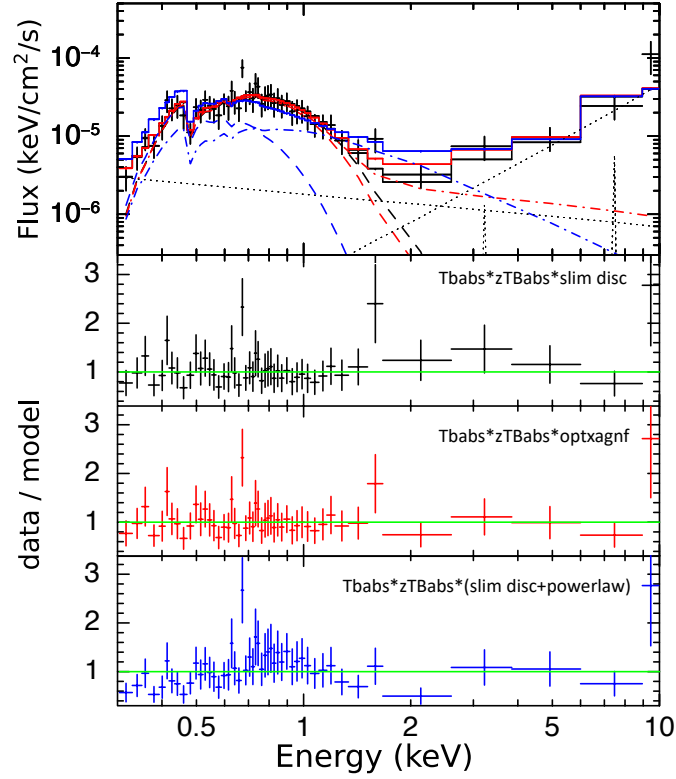 Flux (keV/cm²/s)
10⁻⁴
10⁻⁵
10⁻⁶
data / model
Tbabs*zTBabs*slim disc
3
2
1
Tbabs*zTBabs*optxagnf
3
2
1
Tbabs*zTBabs*(slim disc+powerlaw)
3
2
1
0.5 1 2 5 10
Energy (keV)